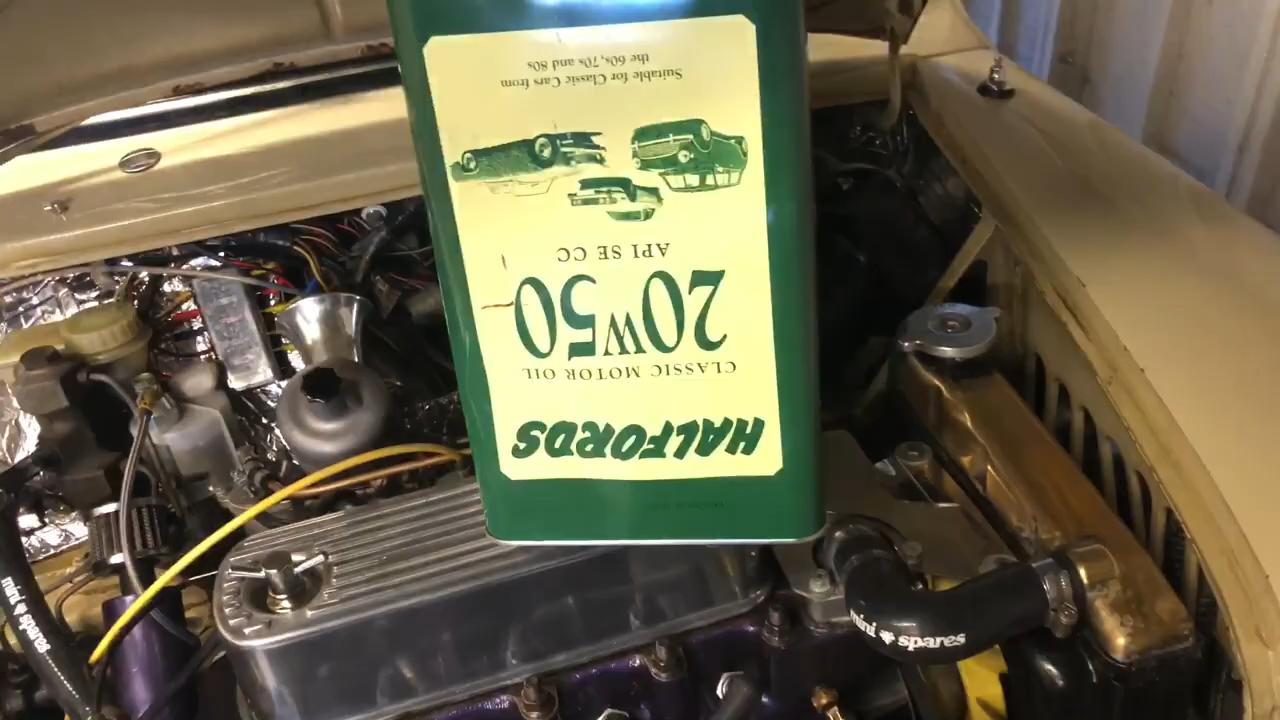 HALFORDS
CLASSIC MOTOR OIL
20W50
API SE CC
Suitable for Classic Cars from
the 60s, 70s and 80s
mini spares
mini spares